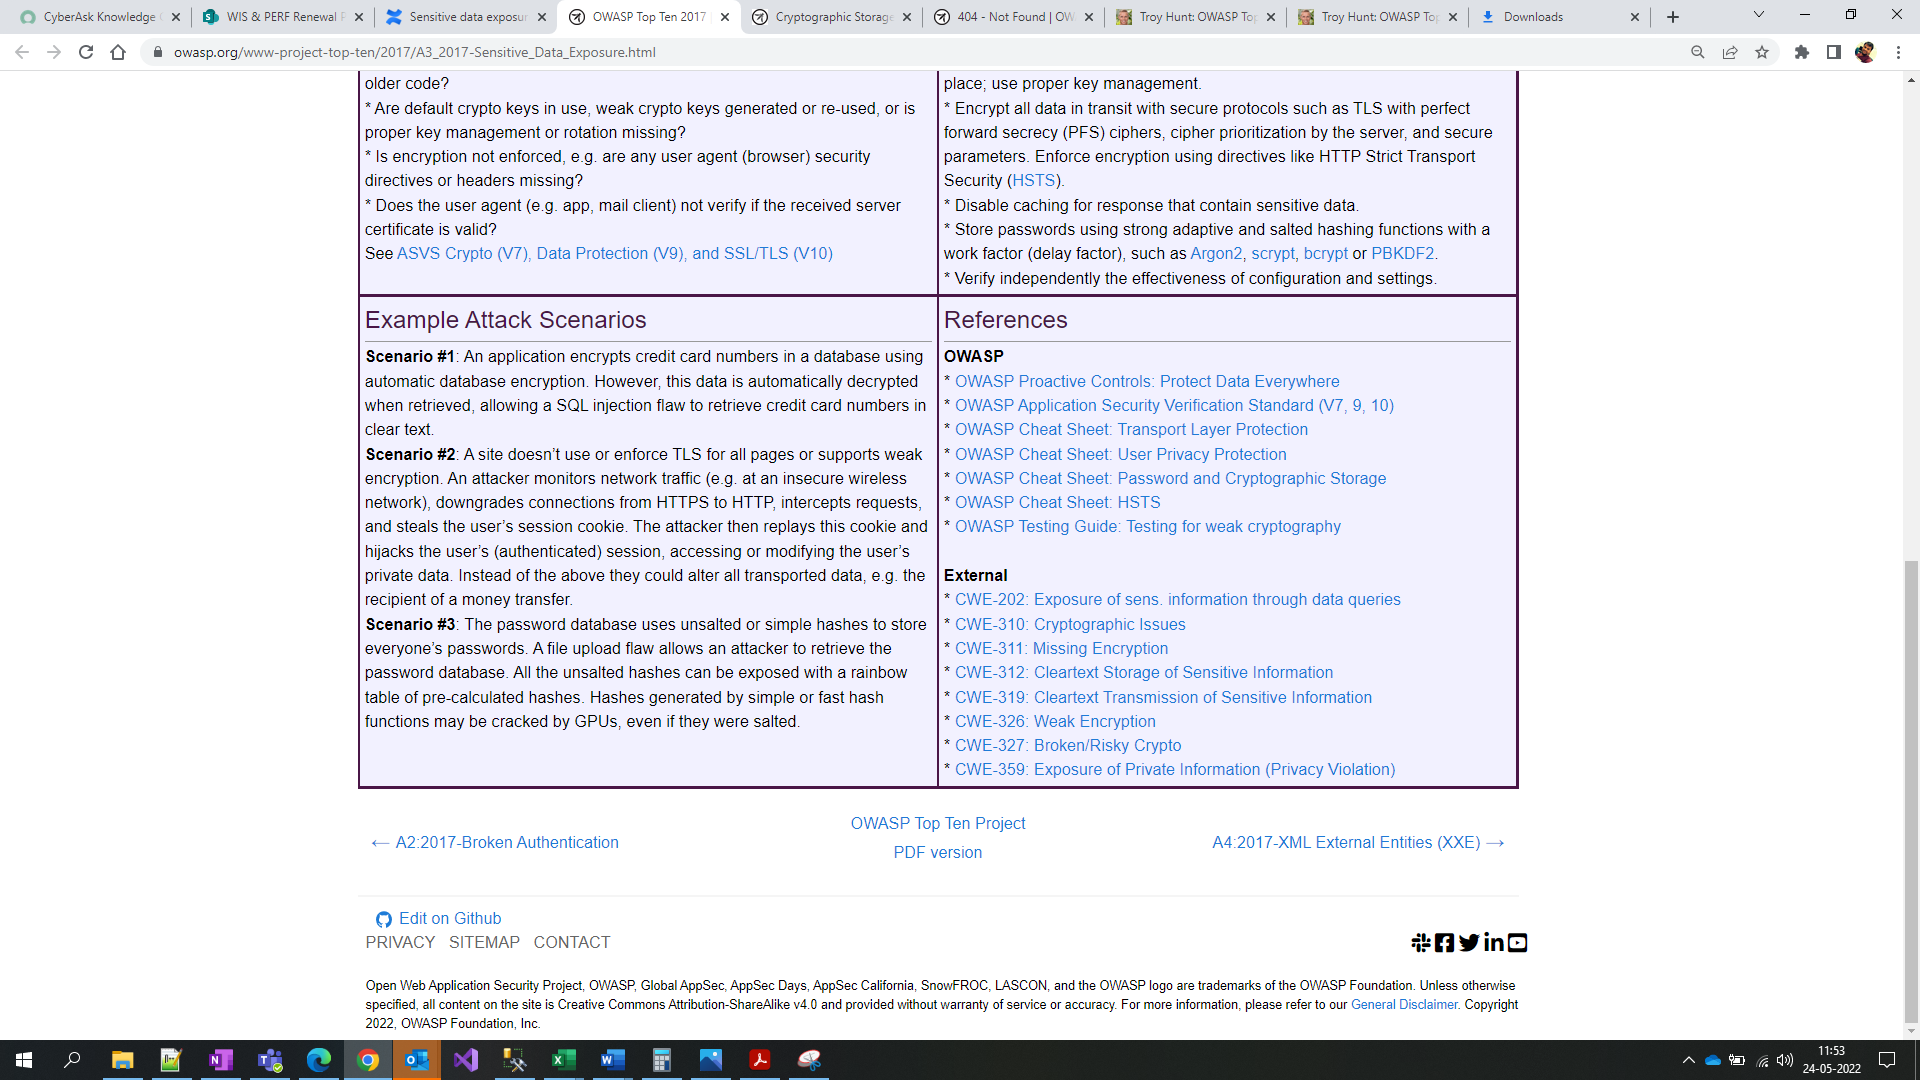 CyberAsk Knowledge
WIS & PERF Renewal P
Sensitive data exposur
OWASP Top Ten 2017
Cryptographic Storage
404 - Not Found | OW
Troy Hunt: OWASP Top
Troy Hunt: OWASP Top
Downloads
owasp.org/www-project-top-ten/2017/A3_2017-Sensitive_Data_Exposure.html
older code?
* Are default crypto keys in use, weak crypto keys generated or re-used, or is
proper key management or rotation missing?
* Is encryption not enforced, e.g. are any user agent (browser) security
directives or headers missing?
* Does the user agent (e.g. app, mail client) not verify if the received server
certificate is valid?
See ASVS Crypto (V7), Data Protection (V9), and SSL/TLS (V10)
place; use proper key management.
* Encrypt all data in transit with secure protocols such as TLS with perfect
forward secrecy (PFS) ciphers, cipher prioritization by the server, and secure
parameters. Enforce encryption using directives like HTTP Strict Transport
Security (HSTS).
* Disable caching for response that contain sensitive data.
* Store passwords using strong adaptive and salted hashing functions with a
work factor (delay factor), such as Argon2, scrypt, bcrypt or PBKDF2.
* Verify independently the effectiveness of configuration and settings.
Example Attack Scenarios
Scenario #1: An application encrypts credit card numbers in a database using
automatic database encryption. However, this data is automatically decrypted
when retrieved, allowing a SQL injection flaw to retrieve credit card numbers in
clear text.
Scenario #2: A site doesn’t use or enforce TLS for all pages or supports weak
encryption. An attacker monitors network traffic (e.g. at an insecure wireless
network), downgrades connections from HTTPS to HTTP, intercepts requests,
and steals the user’s session cookie. The attacker then replays this cookie and
hijacks the user’s (authenticated) session, accessing or modifying the user’s
private data. Instead of the above they could alter all transported data, e.g. the
recipient of a money transfer.
Scenario #3: The password database uses unsalted or simple hashes to store
everyone’s passwords. A file upload flaw allows an attacker to retrieve the
password database. All the unsalted hashes can be exposed with a rainbow
table of pre-calculated hashes. Hashes generated by simple or fast hash
functions may be cracked by GPUs, even if they were salted.
References
OWASP
* OWASP Proactive Controls: Protect Data Everywhere
* OWASP Application Security Verification Standard (V7, 9, 10)
* OWASP Cheat Sheet: Transport Layer Protection
* OWASP Cheat Sheet: User Privacy Protection
* OWASP Cheat Sheet: Password and Cryptographic Storage
* OWASP Cheat Sheet: HSTS
* OWASP Testing Guide: Testing for weak cryptography
External
* CWE-202: Exposure of sens. information through data queries
* CWE-310: Cryptographic Issues
* CWE-311: Missing Encryption
* CWE-312: Cleartext Storage of Sensitive Information
* CWE-319: Cleartext Transmission of Sensitive Information
* CWE-326: Weak Encryption
* CWE-327: Broken/Risky Crypto
* CWE-359: Exposure of Private Information (Privacy Violation)
← A2:2017-Broken Authentication
OWASP Top Ten Project
PDF version
A4:2017-XML External Entities (XXE) →
Edit on Github
PRIVACY SITEMAP CONTACT
Open Web Application Security Project, OWASP, Global AppSec, AppSec Days, AppSec California, SnowFROC, LASCON, and the OWASP logo are trademarks of the OWASP Foundation. Unless otherwise
specified, all content on the site is Creative Commons Attribution-ShareAlike v4.0 and provided without warranty of service or accuracy. For more information, please refer to our General Disclaimer. Copyright
2022, OWASP Foundation, Inc.
11:53
24-05-2022